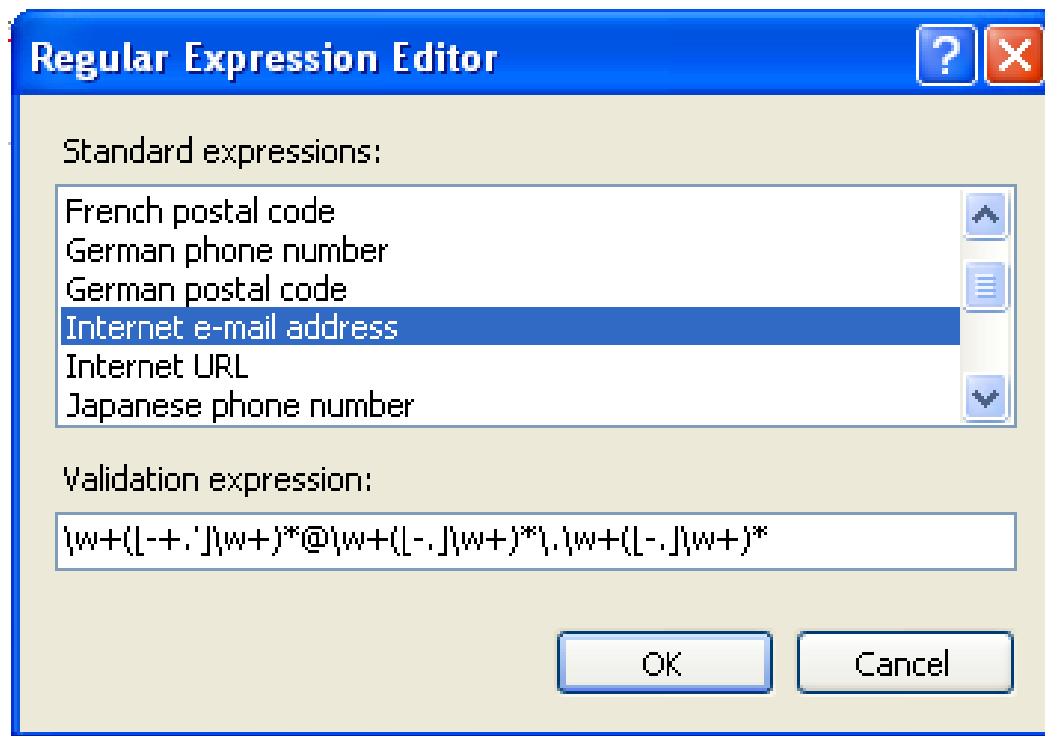 Regular Expression Editor
Standard expressions:
French postal code
German phone number
German postal code
Internet e-mail address
Internet URL
Japanese phone number
Validation expression:
\w+([-+.']\w+)*@\w+([-.]\w+)*\.\w+([-.]\w+)*
OK Cancel